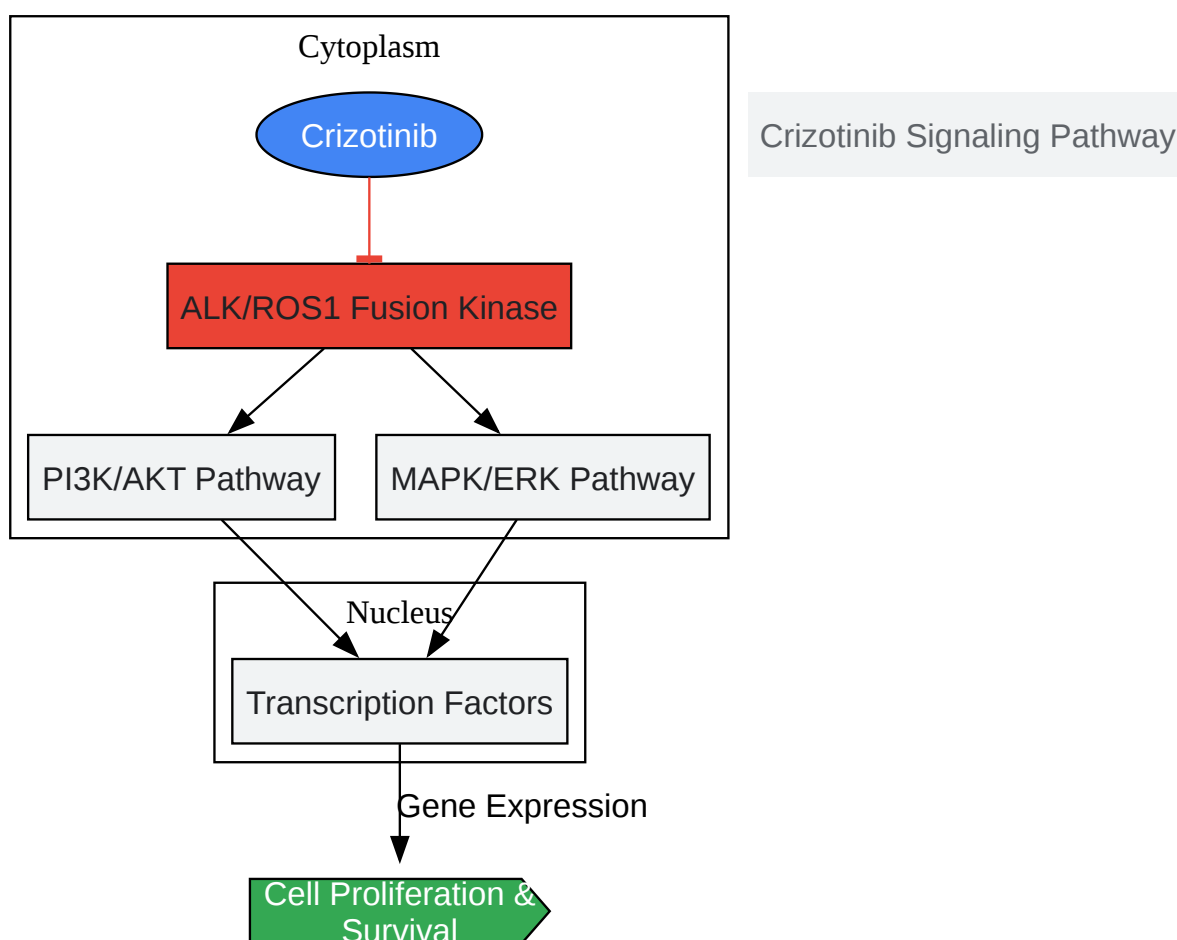 Cytoplasm
Crizotinib
Crizotinib Signaling Pathway
ALK/ROS1 Fusion Kinase
PI3K/AKT Pathway
MAPK/ERK Pathway
Nucleus
Transcription Factors
Gene Expression
Cell Proliferation &
Survival